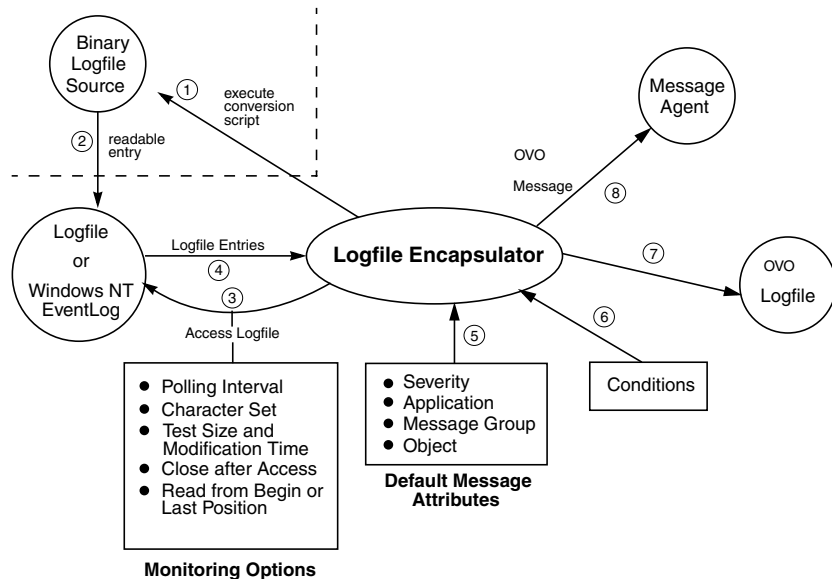 Binary
Logfile
Source
①
execute
conversion
script
②
readable
entry
Message
Agent
OVO
Message
⑧
Logfile
or
Windows NT
EventLog
Logfile Entries
④
③
Access Logfile
Logfile Encapsulator
⑦
OVO
Logfile
⑤
⑥
● Polling Interval
● Character Set
● Test Size and
Modification Time
● Close after Access
● Read from Begin or
Last Position
Monitoring Options
● Severity
● Application
● Message Group
● Object
Default Message
Attributes
Conditions